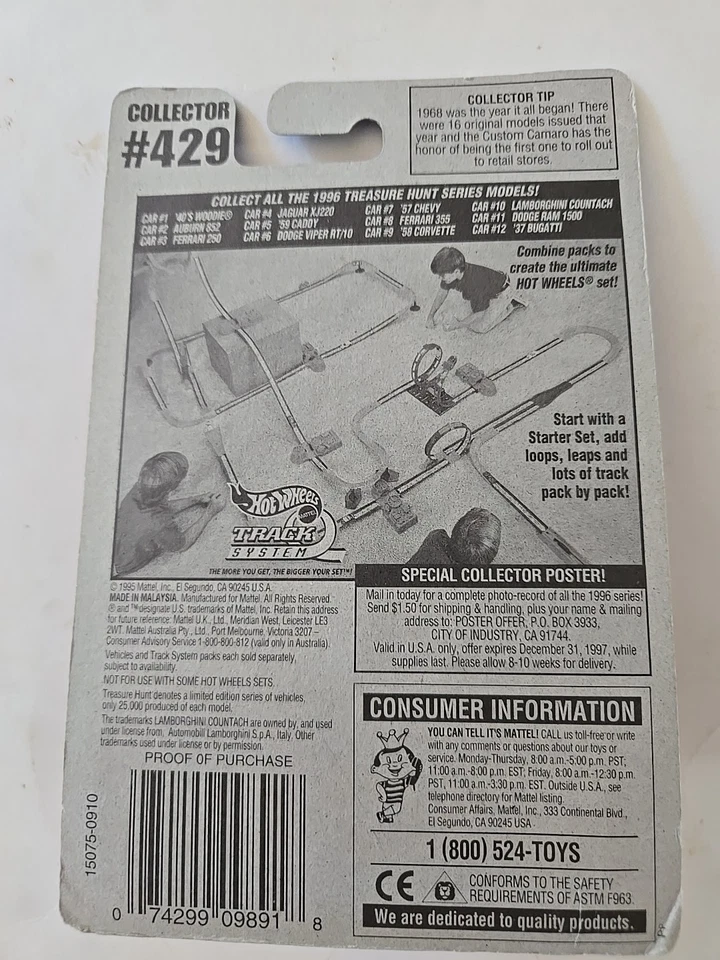 COLLECTOR
#429
COLLECTOR TIP
1968 was the year it all began! There
were 16 original models issued that
year and the Custom Camaro has the
honor of being the first one to roll out
to retail stores.
COLLECT ALL THE 1996 TREASURE HUNT SERIES MODELS!
CAR #1 '40'S WOODIE®
CAR #2 AUBURN 852
CAR #3 FERRARI 250
CAR #4 JAGUAR XJ220
CAR #5 '59 CADDY
CAR #6 DODGE VIPER RT/10
CAR #7 '57 CHEVY
CAR #8 FERRARI 355
CAR #9 '58 CORVETTE
CAR #10 LAMBORGHINI COUNTACH
CAR #11 DODGE RAM 1500
CAR #12 '37 BUGATTI
Combine packs to
create the ultimate
HOT WHEELS® set!
Start with a
Starter Set, add
loops, leaps and
lots of track
pack by pack!
HOT WHEELS
MATTEL
TRACK
SYSTEM
THE MORE YOU GET, THE BIGGER YOUR SET!™!
© 1995 Mattel, Inc., El Segundo, CA 90245 U.S.A.
MADE IN MALAYSIA. Manufactured for Mattel. All Rights Reserved.
® and ™ designate U.S. trademarks of Mattel, Inc. Retain this address
for future reference: Mattel U.K., Ltd., Meridian West, Leicester LE3
2WT. Mattel Australia Pty., Ltd., Port Melbourne, Victoria 3207 –
Consumer Advisory Service 1-800-800-812 (valid only in Australia).
Vehicles and Track System packs each sold separately,
subject to availability.
NOT FOR USE WITH SOME HOT WHEELS SETS.
Treasure Hunt denotes a limited edition series of vehicles,
only 25,000 produced of each model.
The trademarks LAMBORGHINI COUNTACH are owned by, and used
under license from, Automobili Lamborghini S.p.A., Italy. Other
trademarks used under license or by permission.
PROOF OF PURCHASE
15075-0910
0 74299 09891 8
SPECIAL COLLECTOR POSTER!
Mail in today for a complete photo-record of all the 1996 series!
Send $1.50 for shipping & handling, plus your name & mailing
address to: POSTER OFFER, P.O. BOX 3933,
CITY OF INDUSTRY, CA 91744.
Valid in U.S.A. only, offer expires December 31, 1997, while
supplies last. Please allow 8-10 weeks for delivery.
CONSUMER INFORMATION
YOU CAN TELL IT'S MATTEL! CALL us toll-free or write
with any comments or questions about our toys or
service. Monday-Thursday, 8:00 a.m.-5:00 p.m. PST;
11:00 a.m.-8:00 p.m. EST; Friday, 8:00 a.m.-12:30 p.m.
PST, 11:00 a.m.-3:30 p.m. EST. Outside U.S.A., see
telephone directory for Mattel listing.
Consumer Affairs, Mattel, Inc., 333 Continental Blvd.,
El Segundo, CA 90245 USA
1 (800) 524-TOYS
CE
CONFORMS TO THE SAFETY
REQUIREMENTS OF ASTM F963.
We are dedicated to quality products.